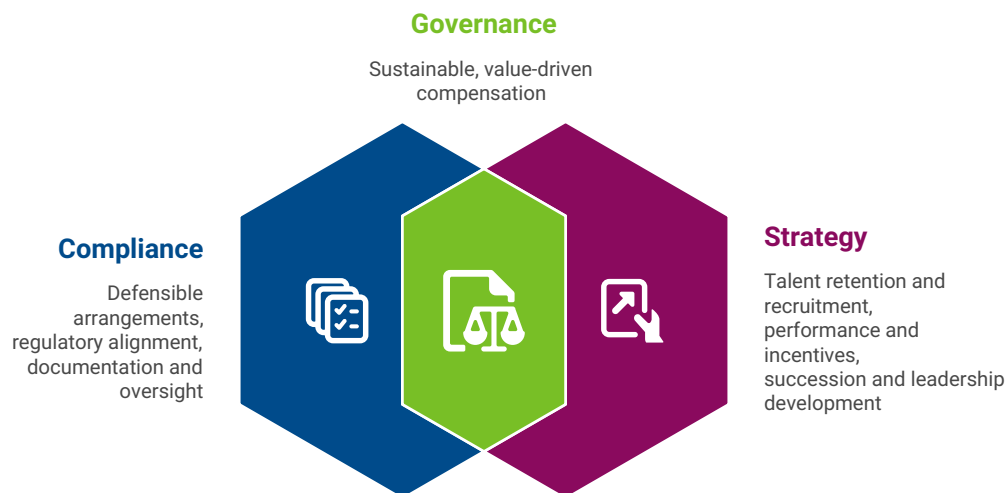 Governance
Sustainable, value-driven
compensation
Compliance
Defensible
arrangements,
regulatory alignment,
documentation and
oversight
Strategy
Talent retention and
recruitment,
performance and
incentives,
succession and leadership
development